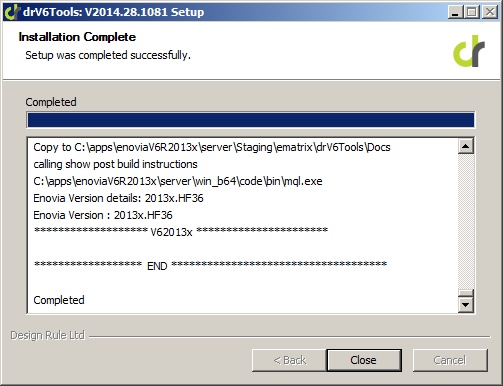 drV6Tools: V2014.28.1081 Setup
Installation Complete
Setup was completed successfully.
dr
Completed
Copy to C:\apps\enoviaV6R2013x\server\Staging\ematrix\drV6Tools\Docs
calling show post build instructions
C:\apps\enoviaV6R2013x\server\win_b64\code\bin\mql.exe
Enovia Version details: 2013x.HF36
Enovia Version : 2013x.HF36
******************* V62013x **********************
****************** END ************************************
Completed
Design Rule Ltd
< Back Close Cancel